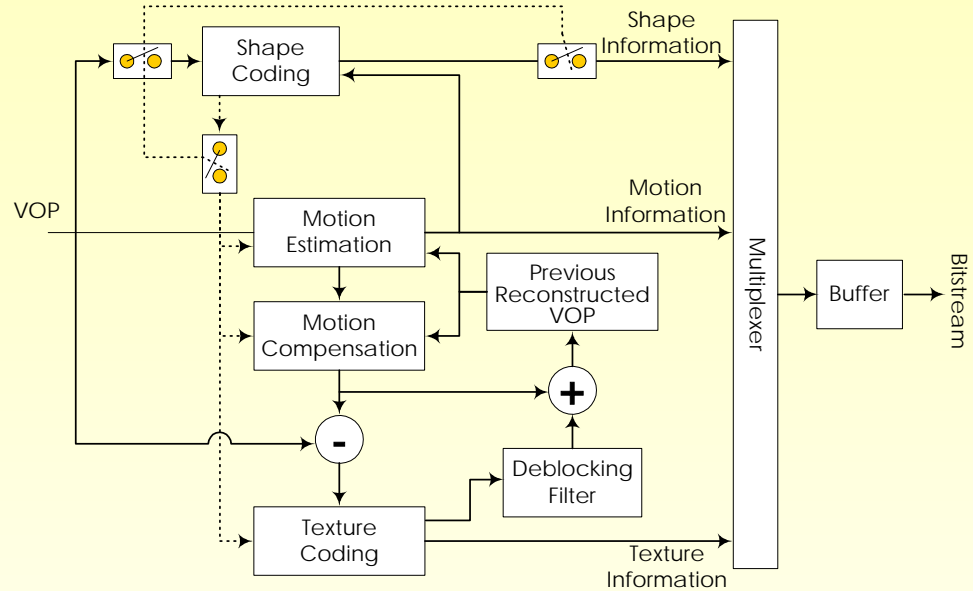 Shape
Information
Shape
Coding
VOP
Motion
Estimation
Motion
Information
Motion
Compensation
Previous
Reconstructed
VOP
Multiplexer
Buffer
Bitstream
+
-
Deblocking
Filter
Texture
Coding
Texture
Information